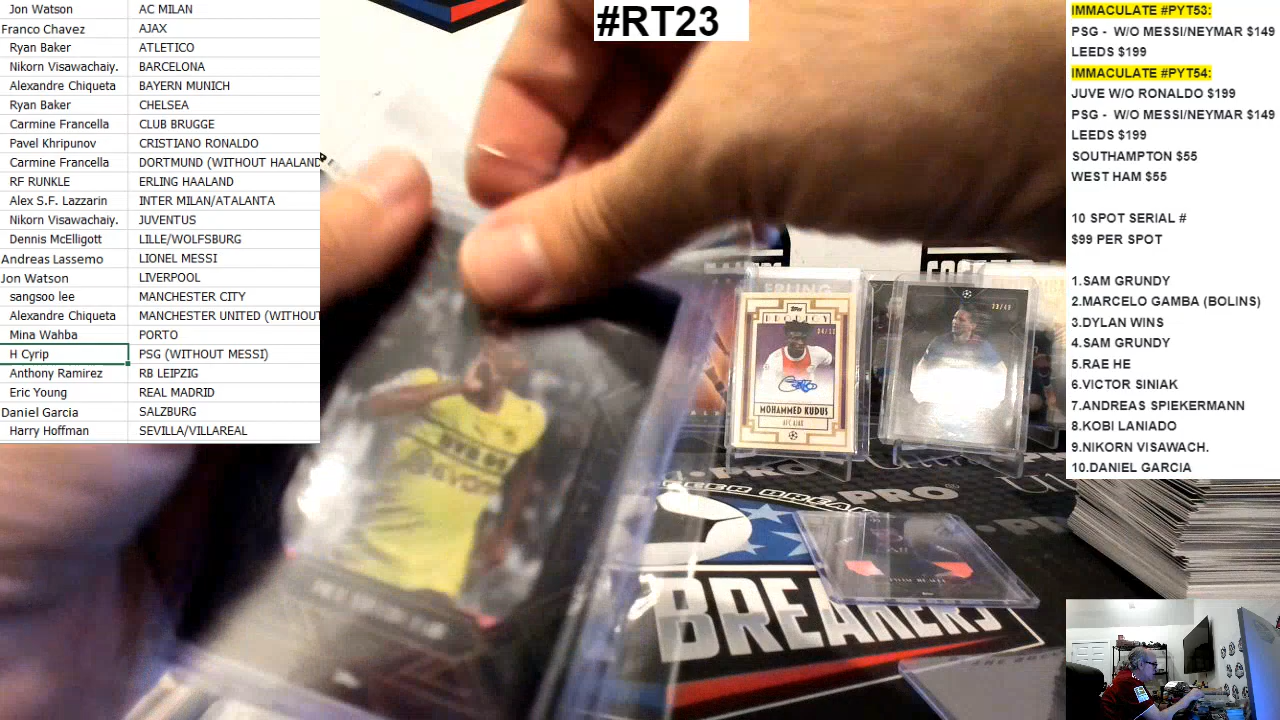 #RT23
Jon Watson AC MILAN
Franco Chavez AJAX
Ryan Baker ATLETICO
Nikorn Visawachaiy. BARCELONA
Alexandre Chiqueta BAYERN MUNICH
Ryan Baker CHELSEA
Carmine Francella CLUB BRUGGE
Pavel Khripunov CRISTIANO RONALDO
Carmine Francella DORTMUND (WITHOUT HAALAND
RF RUNKLE ERLING HAALAND
Alex S.F. Lazzarin INTER MILAN/ATALANTA
Nikorn Visawachaiy. JUVENTUS
Dennis McElligott LILLE/WOLFSBURG
Andreas Lassemo LIONEL MESSI
Jon Watson LIVERPOOL
sangsoo lee MANCHESTER CITY
Alexandre Chiqueta MANCHESTER UNITED (WITHOUT
Mina Wahba PORTO
H Cyrip PSG (WITHOUT MESSI)
Anthony Ramirez RB LEIPZIG
Eric Young REAL MADRID
Daniel Garcia SALZBURG
Harry Hoffman SEVILLA/VILLAREAL
IMMACULATE #PYT53:
PSG - W/O MESSI/NEYMAR $149
LEEDS $199
IMMACULATE #PYT54:
JUVE W/O RONALDO $199
PSG - W/O MESSI/NEYMAR $149
LEEDS $199
SOUTHAMPTON $55
WEST HAM $55
10 SPOT SERIAL #
$99 PER SPOT
1.SAM GRUNDY
2.MARCELO GAMBA (BOLINS)
3.DYLAN WINS
4.SAM GRUNDY
5.RAE HE
6.VICTOR SINIAK
7.ANDREAS SPIEKERMANN
8.KOBI LANIADO
9.NIKORN VISAWACH.
10.DANIEL GARCIA
ERLING
topps
MOHAMMED KUDUS
AFC AJAX
PRO
PRO
BREAKERS